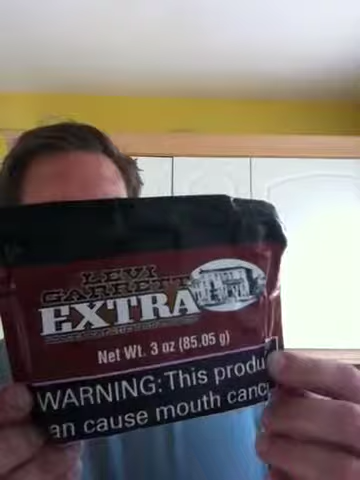 LEVI
GARRETT
EXTRA
Net Wt. 3 oz (85.05 g)
WARNING: This produ
an cause mouth canc